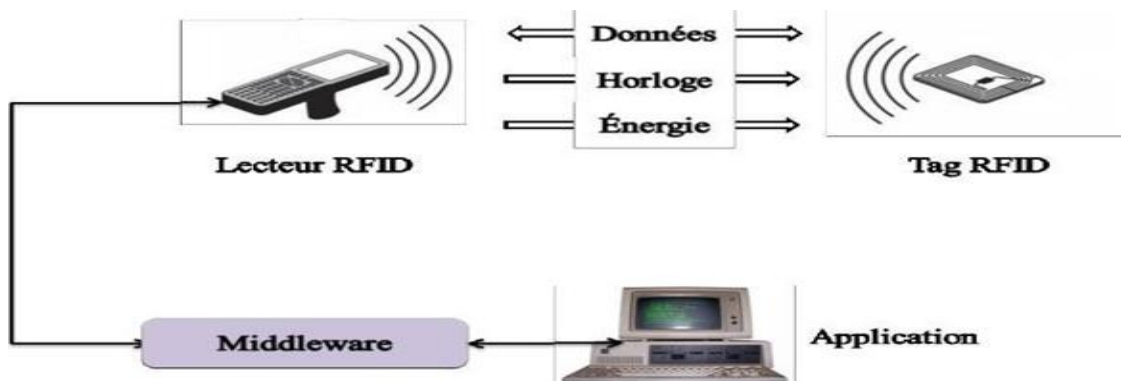 Données
Horloge
Énergie
Lecteur RFID
Tag RFID
Middleware
Application